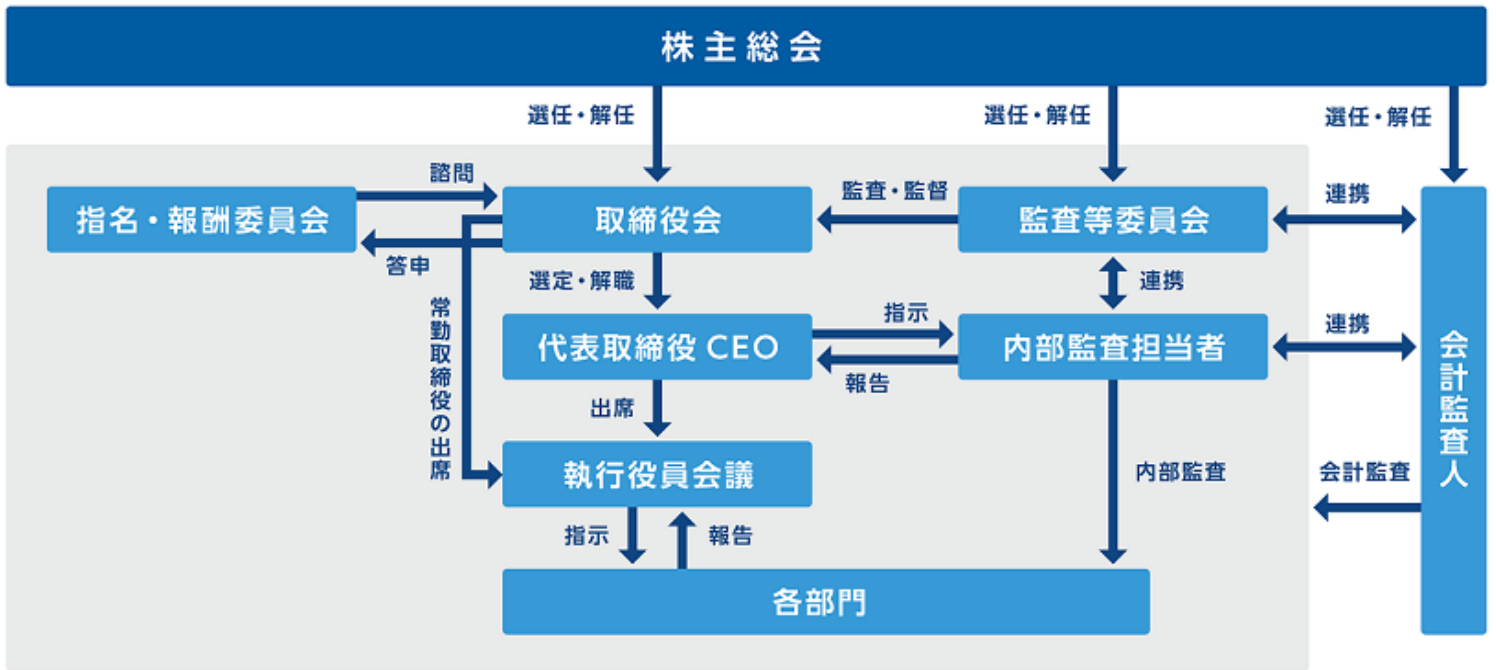 株主総会
選任・解任
選任・解任
選任・解任
諮問
指名・報酬委員会
取締役会
監査・監督
監査等委員会
連携
答申
選定・解職
連携
常勤取締役の出席
代表取締役 CEO
指示
報告
内部監査担当者
連携
会計監査人
出席
執行役員会議
内部監査
会計監査
指示
報告
各部門